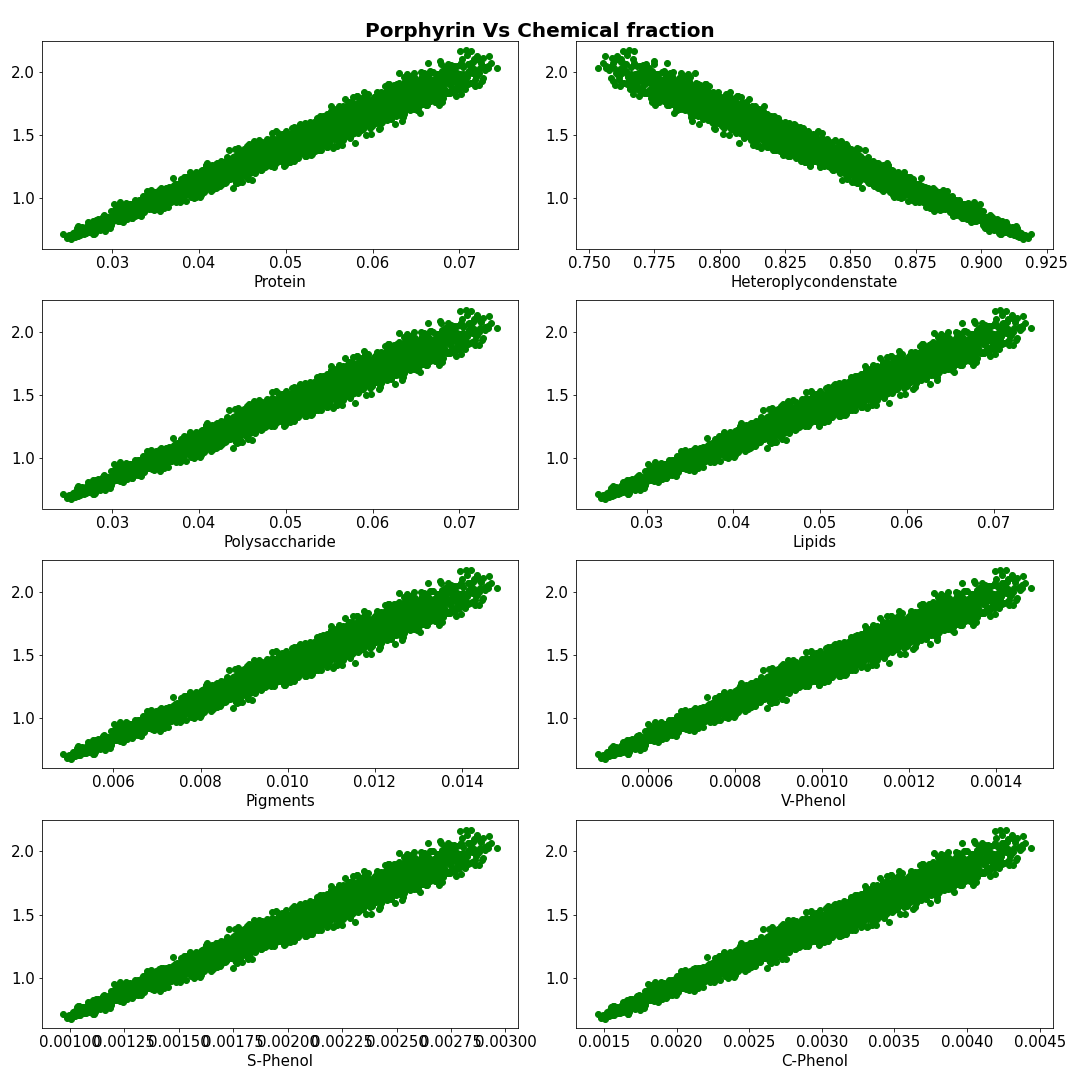 Porphyrin Vs Chemical fraction
2.0 1.5 1.0
0.03 0.04 0.05 0.06 0.07
Protein
2.0 1.5 1.0
0.750 0.775 0.800 0.825 0.850 0.875 0.900 0.925
Heteroplycondenstate
2.0 1.5 1.0
0.03 0.04 0.05 0.06 0.07
Polysaccharide
2.0 1.5 1.0
0.03 0.04 0.05 0.06 0.07
Lipids
2.0 1.5 1.0
0.006 0.008 0.010 0.012 0.014
Pigments
2.0 1.5 1.0
0.0006 0.0008 0.0010 0.0012 0.0014
V-Phenol
2.0 1.5 1.0
0.00100 0.00125 0.00150 0.00175 0.00200 0.00225 0.00250 0.00275 0.00300
S-Phenol
2.0 1.5 1.0
0.0015 0.0020 0.0025 0.0030 0.0035 0.0040 0.0045
C-Phenol